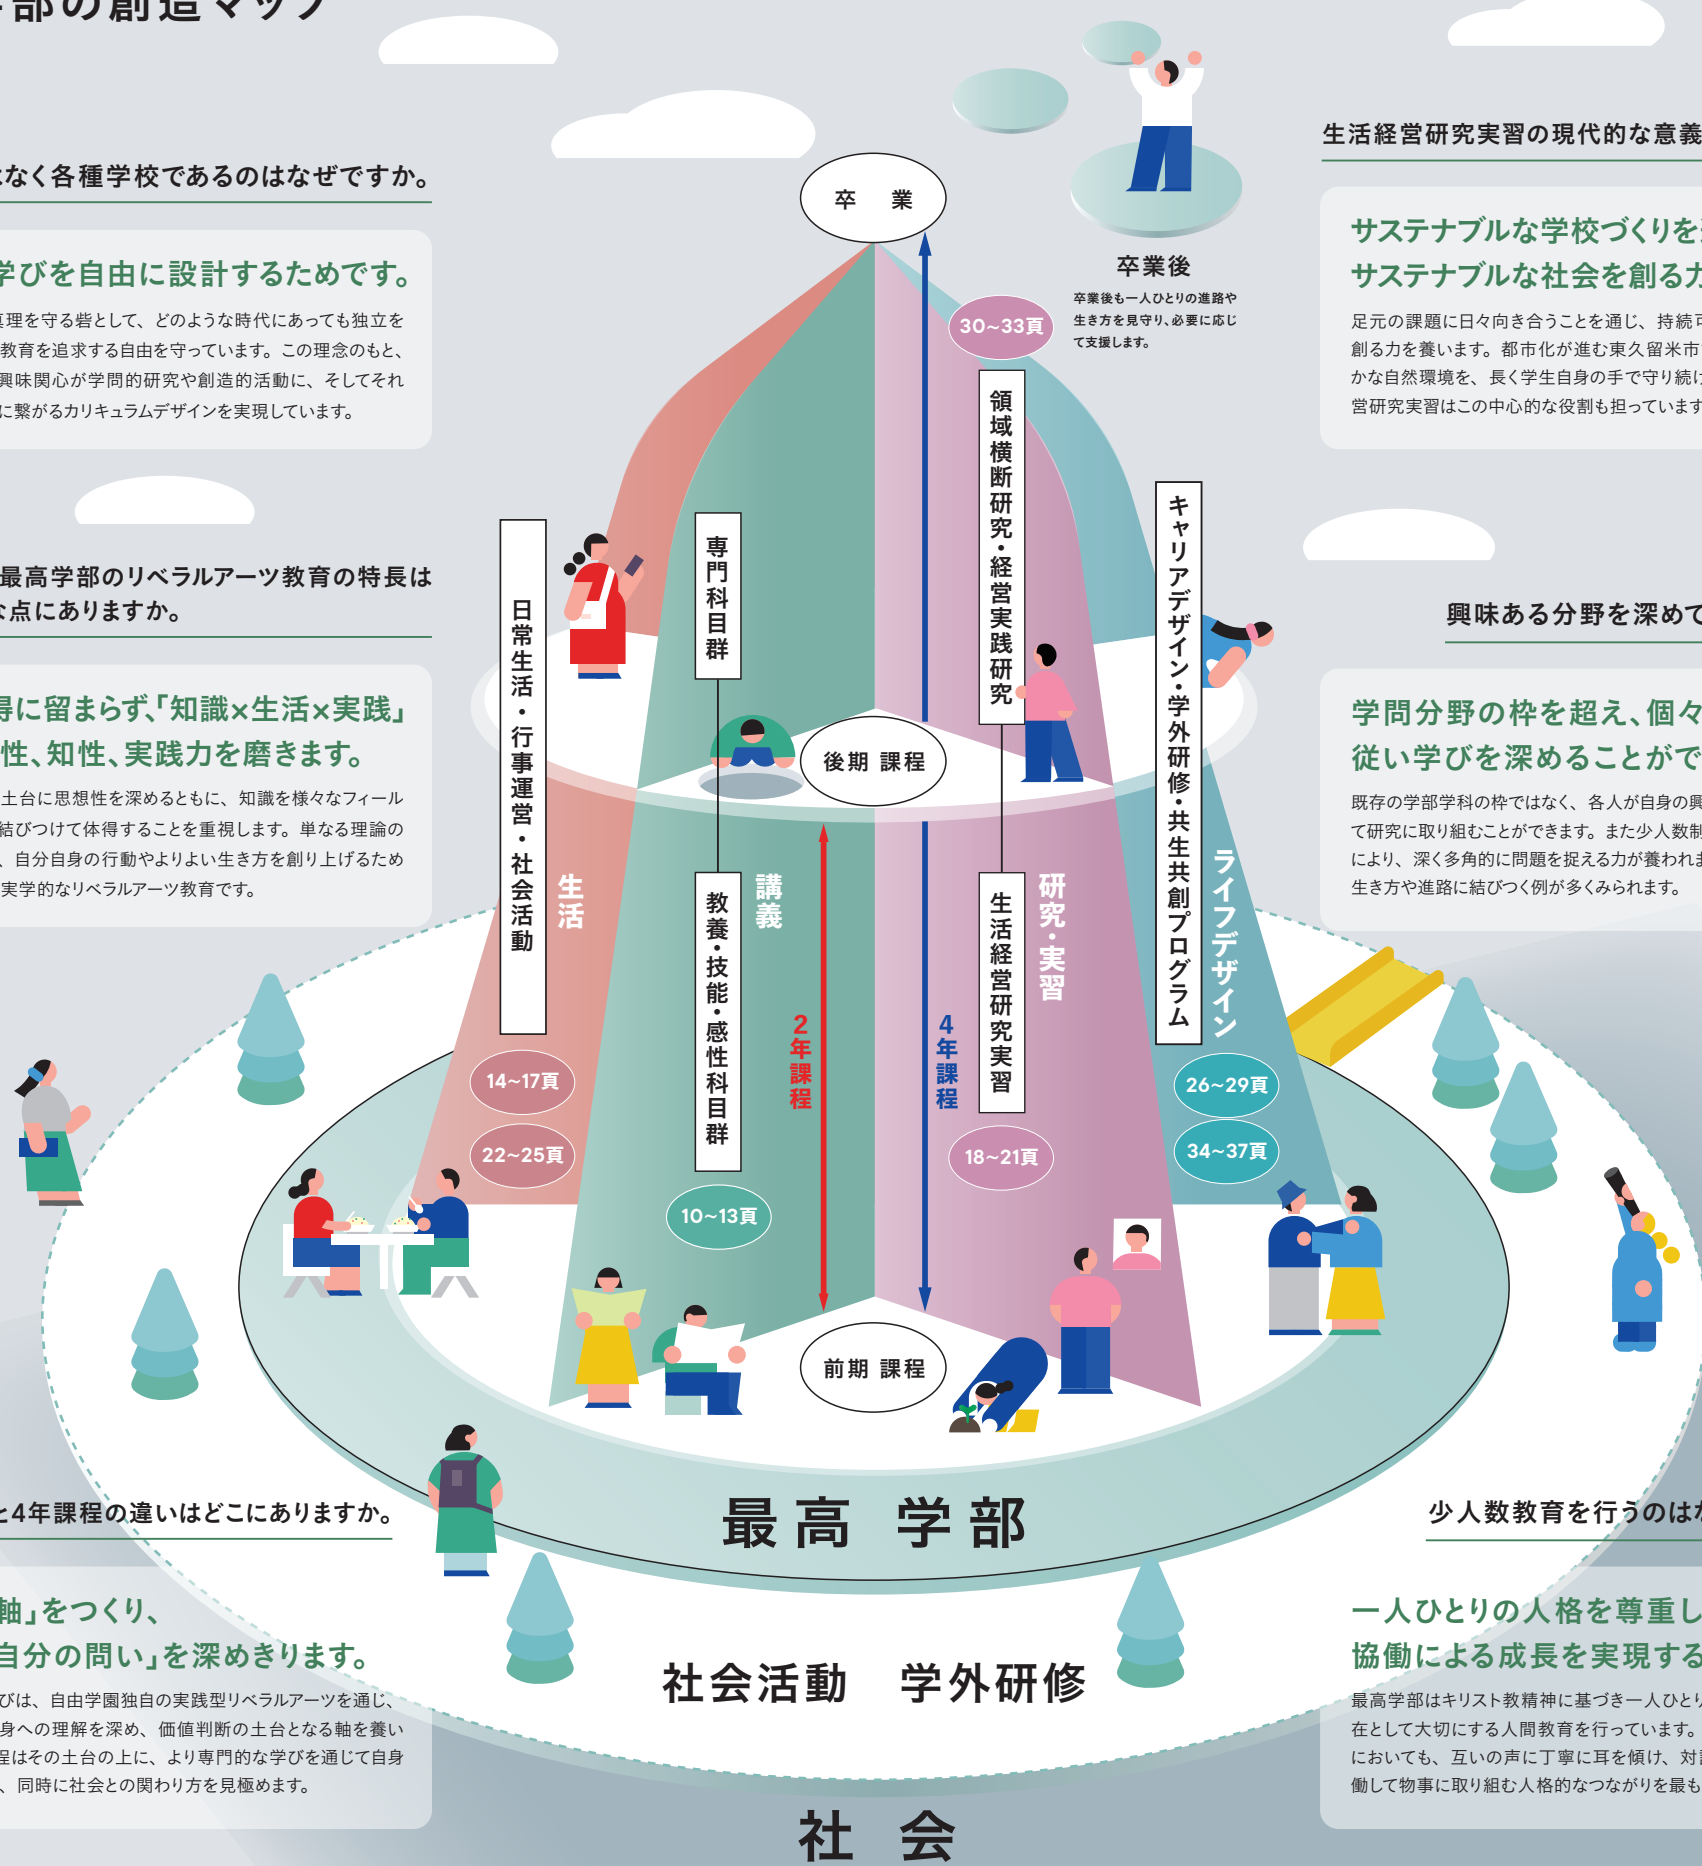 部の創造マップ
なく各種学校であるのはなぜですか。
学びを自由に設計するためです。
真理を守る砦として、どのような時代にあっても独立を
教育を追求する自由を守っています。この理念のもと、
興味関心が学問的研究や創造的活動に、そしてそれ
に繋がるカリキュラムデザインを実現しています。
最高学部のリベラルアーツ教育の特長は
な点にありますか。
得に留まらず、「知識×生活×実践」
性、知性、実践力を磨きます。
土台に思想性を深めるともに、知識を様々なフィール
結びつけて体得することを重視します。単なる理論の
、自分自身の行動やよりよい生き方を創り上げるため
実学的なリベラルアーツ教育です。
と4年課程の違いはどこにありますか。
軸」をつくり、
自分の問い」を深めきります。
びは、自由学園独自の実践型リベラルアーツを通じ、
身への理解を深め、価値判断の土台となる軸を養い
程はその土台の上に、より専門的な学びを通じて自身
、同時に社会との関わり方を見極めます。
卒 業
卒業後
卒業後も一人ひとりの進路や
生き方を見守り、必要に応じ
て支援します。
30~33頁
領域横断研究・経営実践研究
専門科目群
日常生活・行事運営・社会活動
キャリアデザイン・学外研修・共生共創プログラム
後期 課程
生活
講義
研究・実習
ライフデザイン
教養・技能・感性科目群
生活経営研究実習
2年課程
4年課程
14~17頁
22~25頁
10~13頁
18~21頁
26~29頁
34~37頁
前期 課程
最高 学部
社会活動 学外研修
社 会
生活経営研究実習の現代的な意義
サステナブルな学校づくりを
サステナブルな社会を創る力
足元の課題に日々向き合うことを通じ、持続可
創る力を養います。都市化が進む東久留米市
かな自然環境を、長く学生自身の手で守り続け
営研究実習はこの中心的な役割も担っています
興味ある分野を深めて
学問分野の枠を超え、個々
従い学びを深めることがで
既存の学部学科の枠ではなく、各人が自身の興
て研究に取り組むことができます。また少人数制
により、深く多角的に問題を捉える力が養われま
生き方や進路に結びつく例が多くみられます。
少人数教育を行うのはな
一人ひとりの人格を尊重し
協働による成長を実現する
最高学部はキリスト教精神に基づき一人ひとり
在として大切にする人間教育を行っています。
においても、互いの声に丁寧に耳を傾け、対話
働して物事に取り組む人格的なつながりを最も